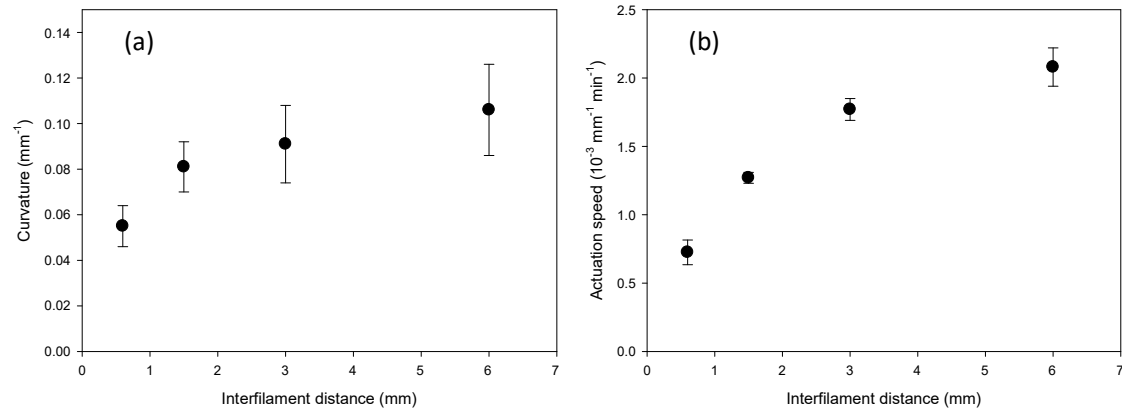 (a)
Curvature (mm⁻¹)
0.14
0.12
0.10
0.08
0.06
0.04
0.02
0.00
0 1 2 3 4 5 6 7
Interfilament distance (mm)
(b)
Actuation speed (10⁻³ mm⁻¹ min⁻¹)
2.5
2.0
1.5
1.0
0.5
0.0
0 1 2 3 4 5 6 7
Interfilament distance (mm)